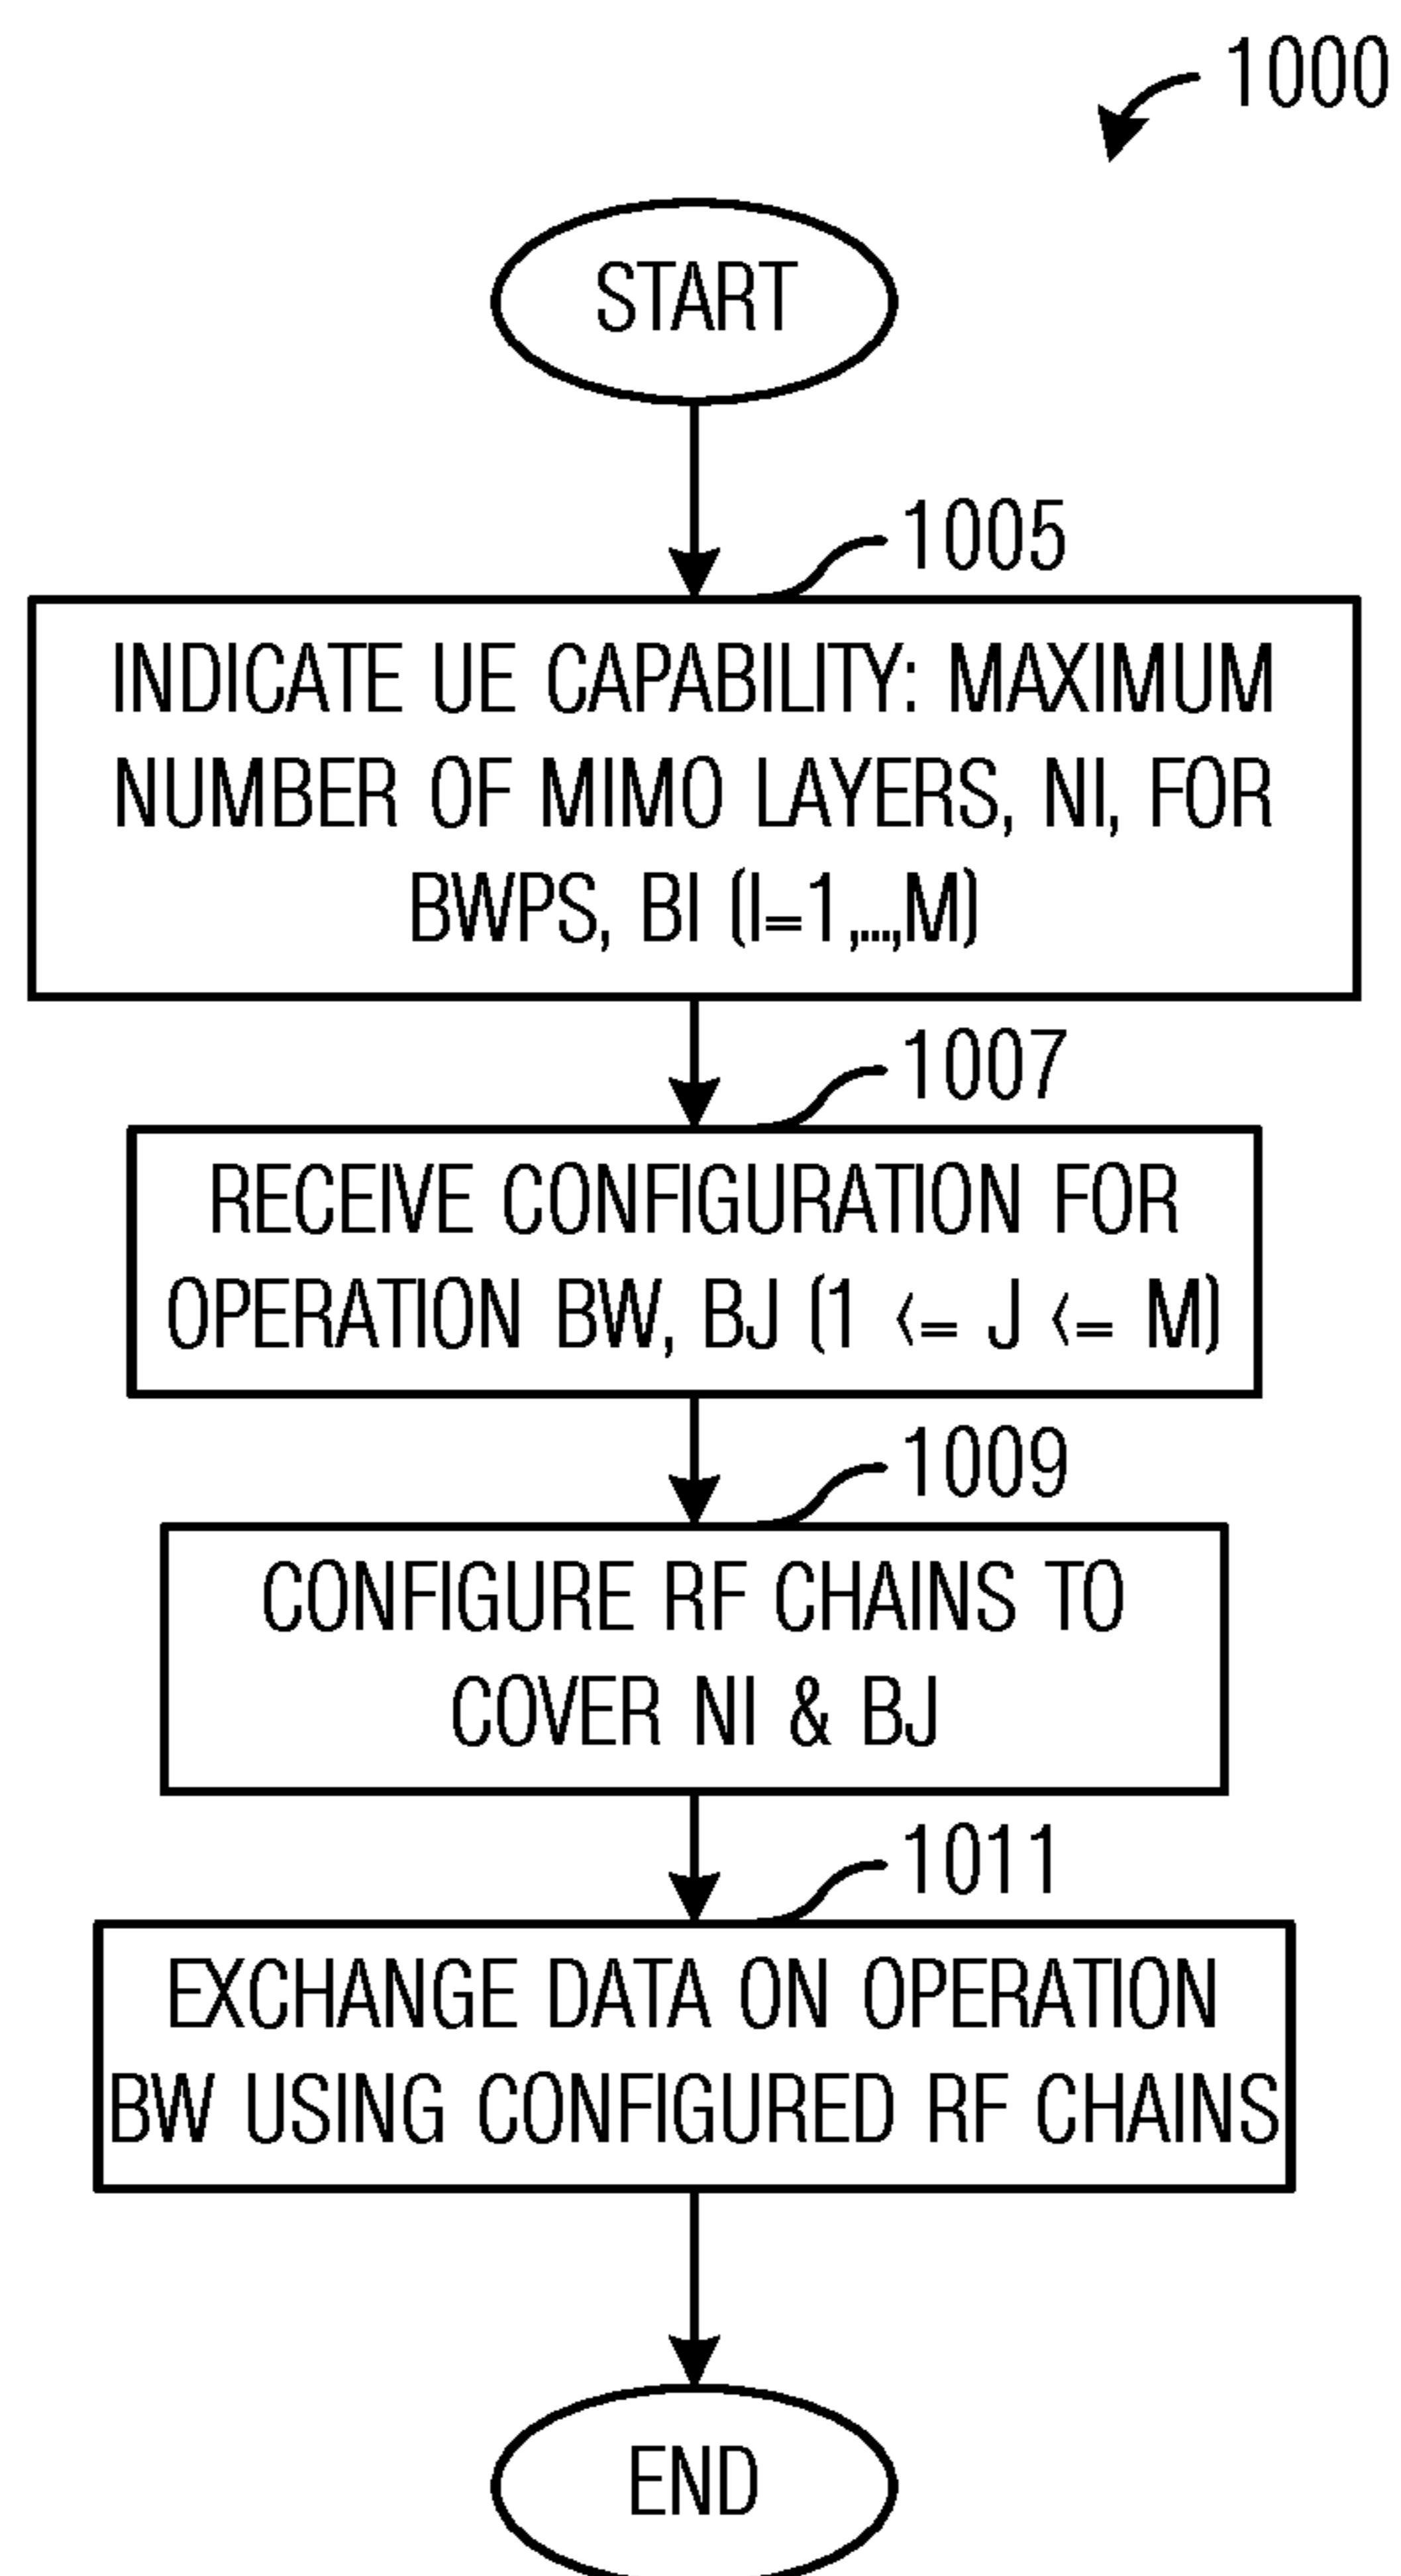 1000
START
1005
INDICATE UE CAPABILITY: MAXIMUM
NUMBER OF MIMO LAYERS, NI, FOR
BWPS, BI (I=1,...,M)
1007
RECEIVE CONFIGURATION FOR
OPERATION BW, BJ (1 <= J <= M)
1009
CONFIGURE RF CHAINS TO
COVER NI & BJ
1011
EXCHANGE DATA ON OPERATION
BW USING CONFIGURED RF CHAINS
END